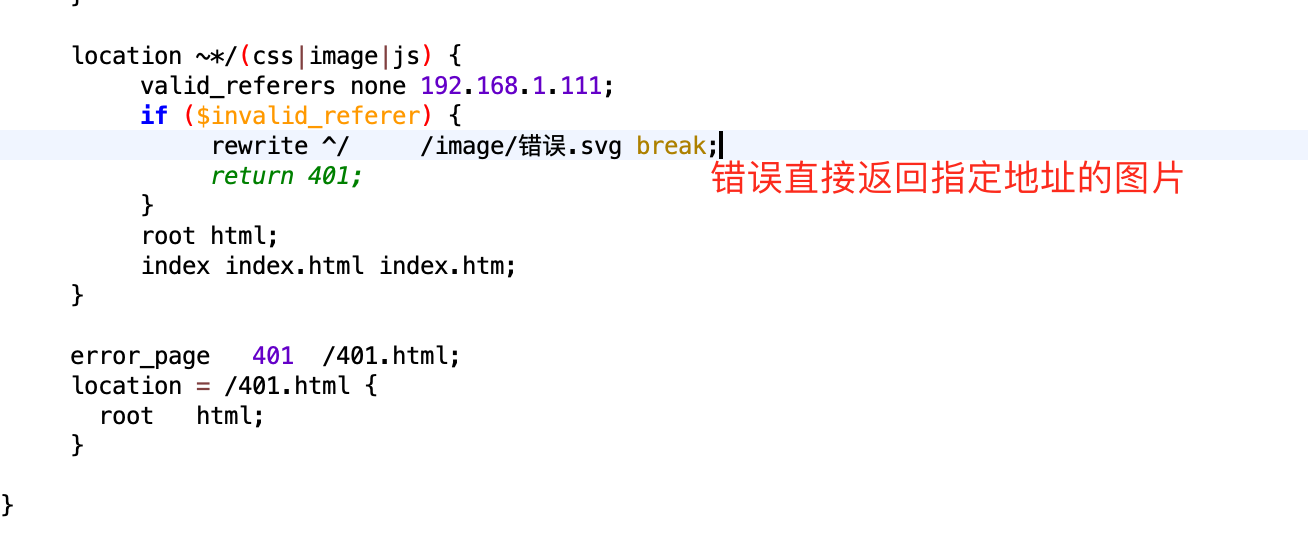 }
location ~*/(css|image|js) {
valid_referers none 192.168.1.111;
if ($invalid_referer) {
rewrite ^/ /image/错误.svg break;
错误直接返回指定地址的图片
return 401;
}
root html;
index index.html index.htm;
}
error_page 401 /401.html;
location = /401.html {
root html;
}
}